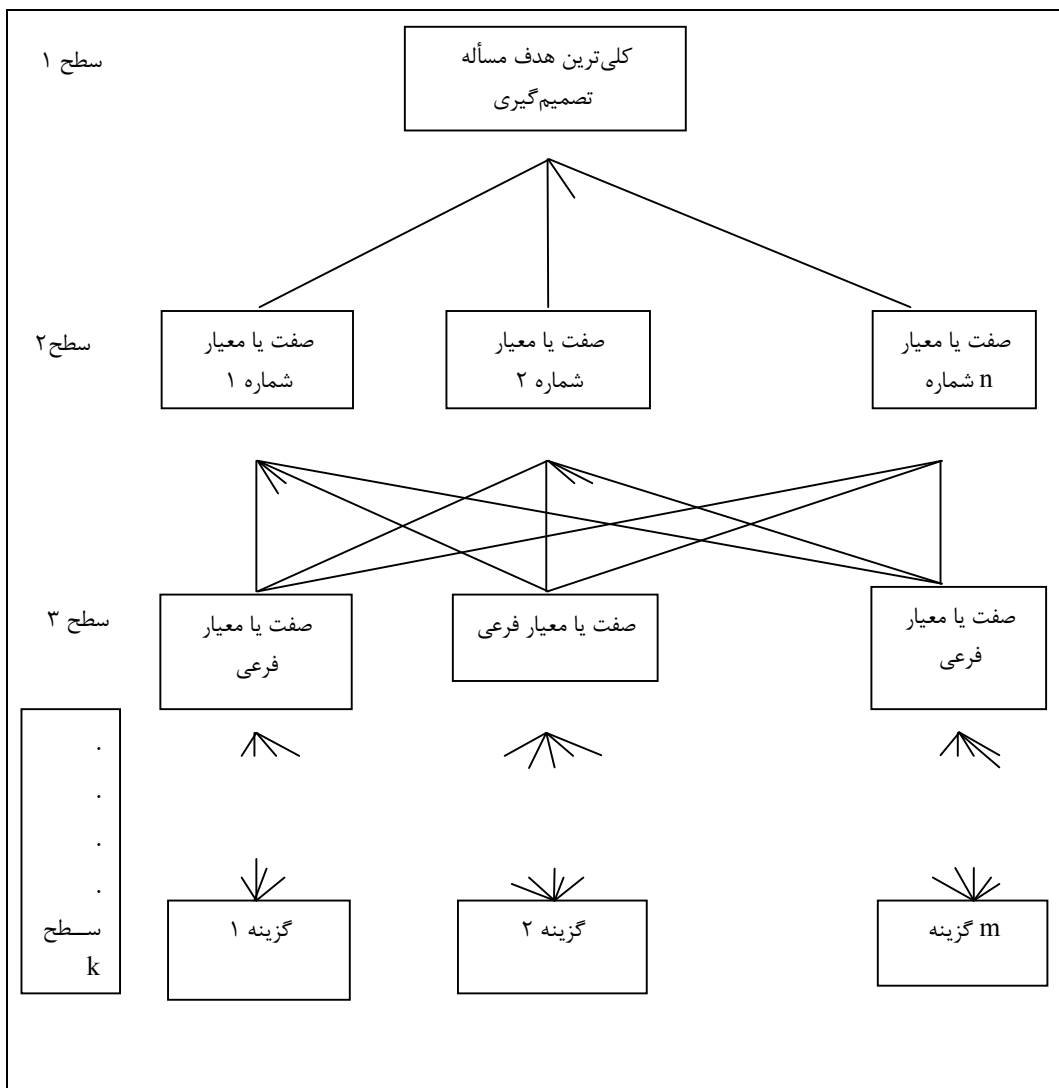 سطح ۱
کلی‌ترین هدف مسأله
تصمیم‌گیری
سطح۲
صفت یا معیار
شماره ۱
صفت یا معیار
شماره ۲
صفت یا معیار
شماره n
سطح ۳
صفت یا معیار
فرعی
صفت یا معیار فرعی
صفت یا معیار
فرعی
.
.
.
.
ســطح
k
گزینه ۱
گزینه ۲
گزینه m